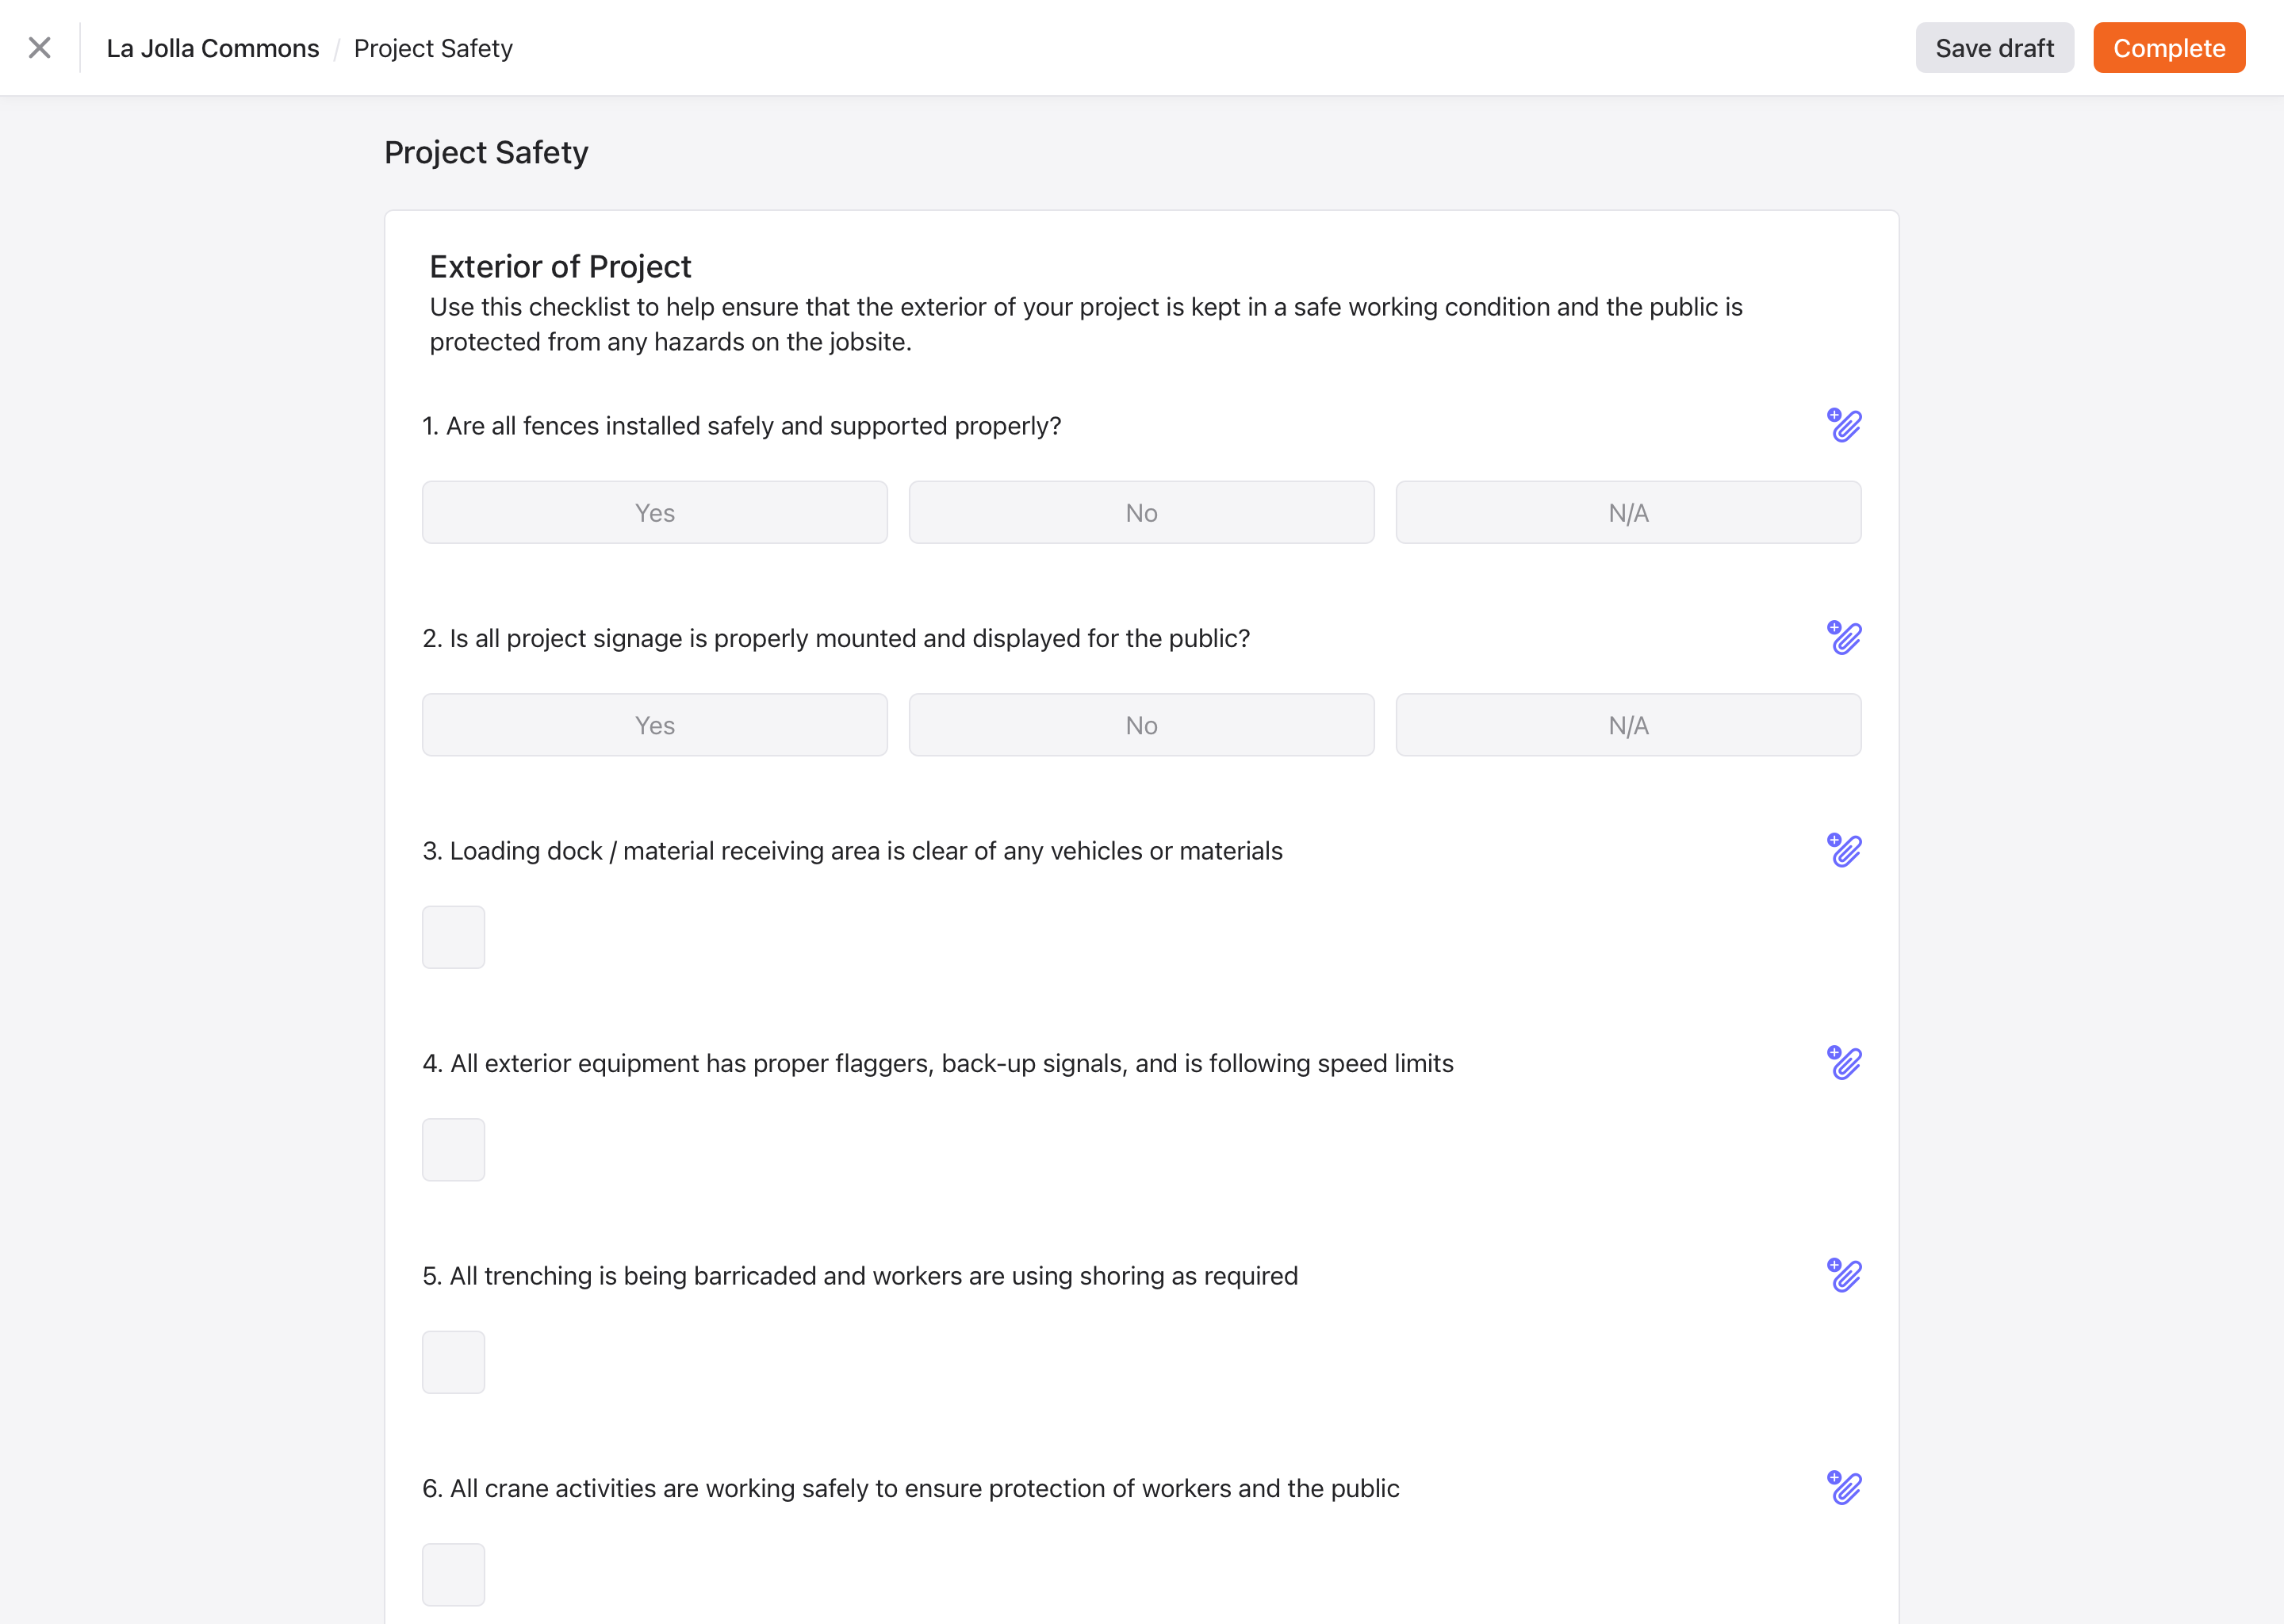 La Jolla Commons / Project Safety
Save draft
Complete
Project Safety
Exterior of Project
Use this checklist to help ensure that the exterior of your project is kept in a safe working condition and the public is
protected from any hazards on the jobsite.
1. Are all fences installed safely and supported properly?
Yes
No
N/A
2. Is all project signage is properly mounted and displayed for the public?
Yes
No
N/A
3. Loading dock / material receiving area is clear of any vehicles or materials
4. All exterior equipment has proper flaggers, back-up signals, and is following speed limits
5. All trenching is being barricaded and workers are using shoring as required
6. All crane activities are working safely to ensure protection of workers and the public